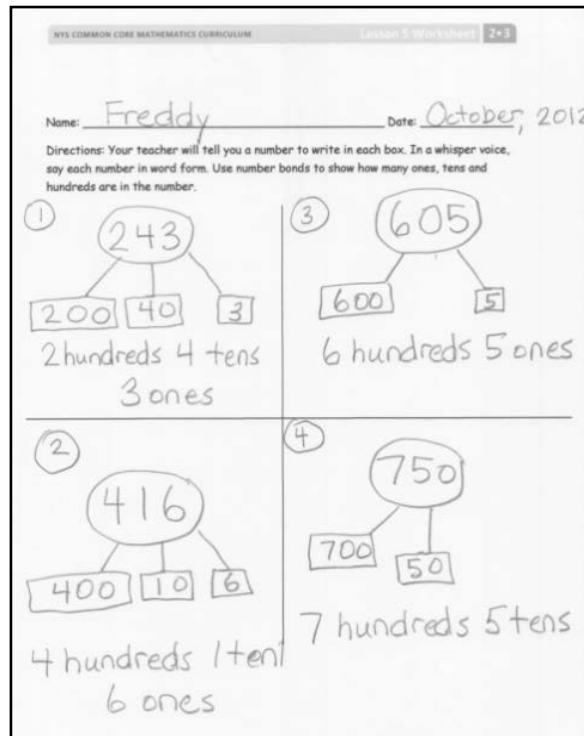 NYS COMMON CORE MATHEMATICS CURRICULUM Lesson 5 Worksheet 2•3
Name: Freddy Date: October, 2012
Directions: Your teacher will tell you a number to write in each box. In a whisper voice,
say each number in word form. Use number bonds to show how many ones, tens and
hundreds are in the number.
1
243
200 40 3
2 hundreds 4 tens
3 ones
2
416
400 10 6
4 hundreds 1 ten
6 ones
3
605
600 5
6 hundreds 5 ones
4
750
700
50
7 hundreds 5 tens